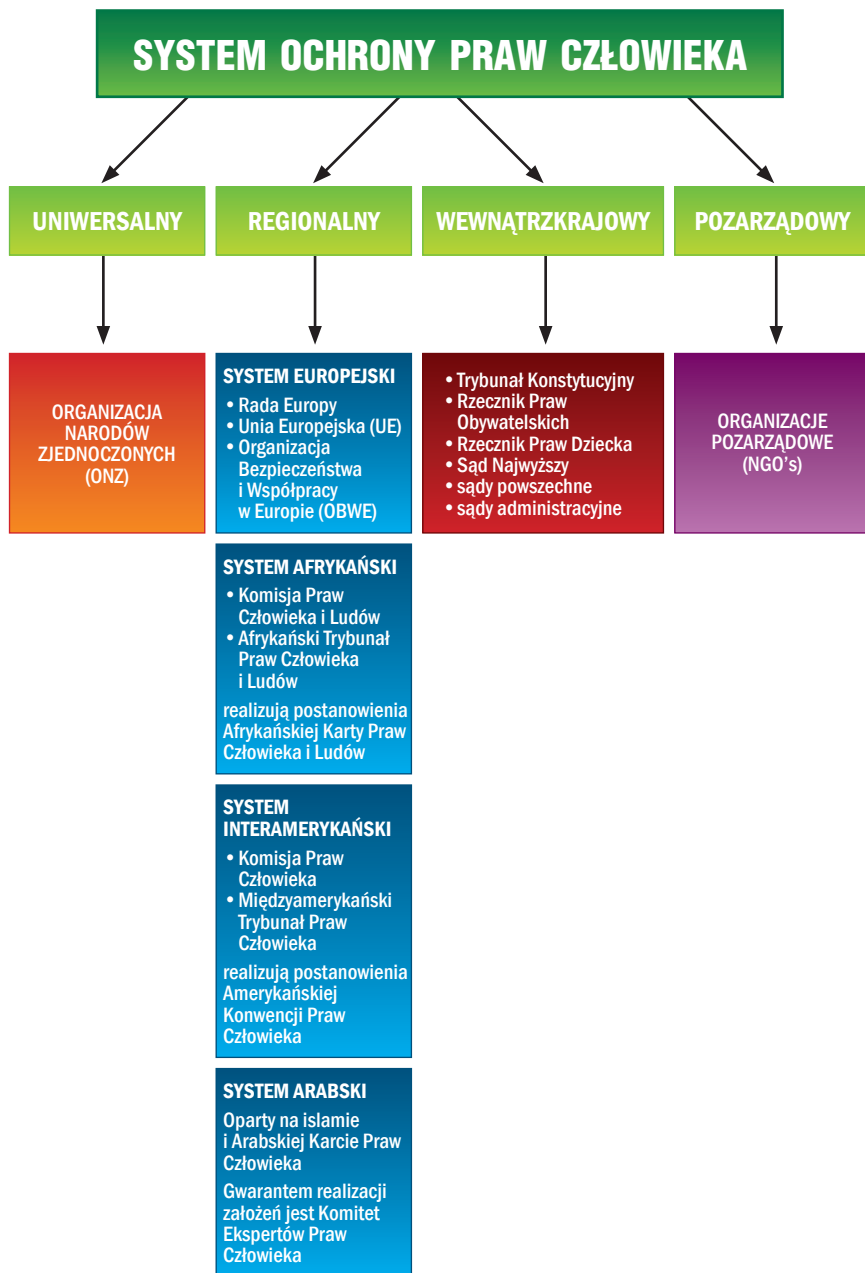 SYSTEM OCHRONY PRAW CZŁOWIEKA
UNIWERSALNY
REGIONALNY
WEWNĄTRZKRAJOWY
POZARZĄDOWY
ORGANIZACJA
NARODÓW
ZJEDNOCZONYCH
(ONZ)
SYSTEM EUROPEJSKI
• Rada Europy
• Unia Europejska (UE)
• Organizacja
Bezpieczeństwa
i Współpracy
w Europie (OBWE)
• Trybunał Konstytucyjny
• Rzecznik Praw
Obywatelskich
• Rzecznik Praw Dziecka
• Sąd Najwyższy
• sądy powszechne
• sądy administracyjne
ORGANIZACJE
POZARZĄDOWE
(NGO's)
SYSTEM AFRYKAŃSKI
• Komisja Praw
Człowieka i Ludów
• Afrykański Trybunał
Praw Człowieka
i Ludów
realizują postanowienia
Afrykańskiej Karty Praw
Człowieka i Ludów
SYSTEM
INTERAMERYKAŃSKI
• Komisja Praw
Człowieka
• Międzyamerykański
Trybunał Praw
Człowieka
realizują postanowienia
Amerykańskiej
Konwencji Praw
Człowieka
SYSTEM ARABSKI
Oparty na islamie
i Arabskiej Karcie Praw
Człowieka
Gwarantem realizacji
założeń jest Komitet
Ekspertów Praw
Człowieka